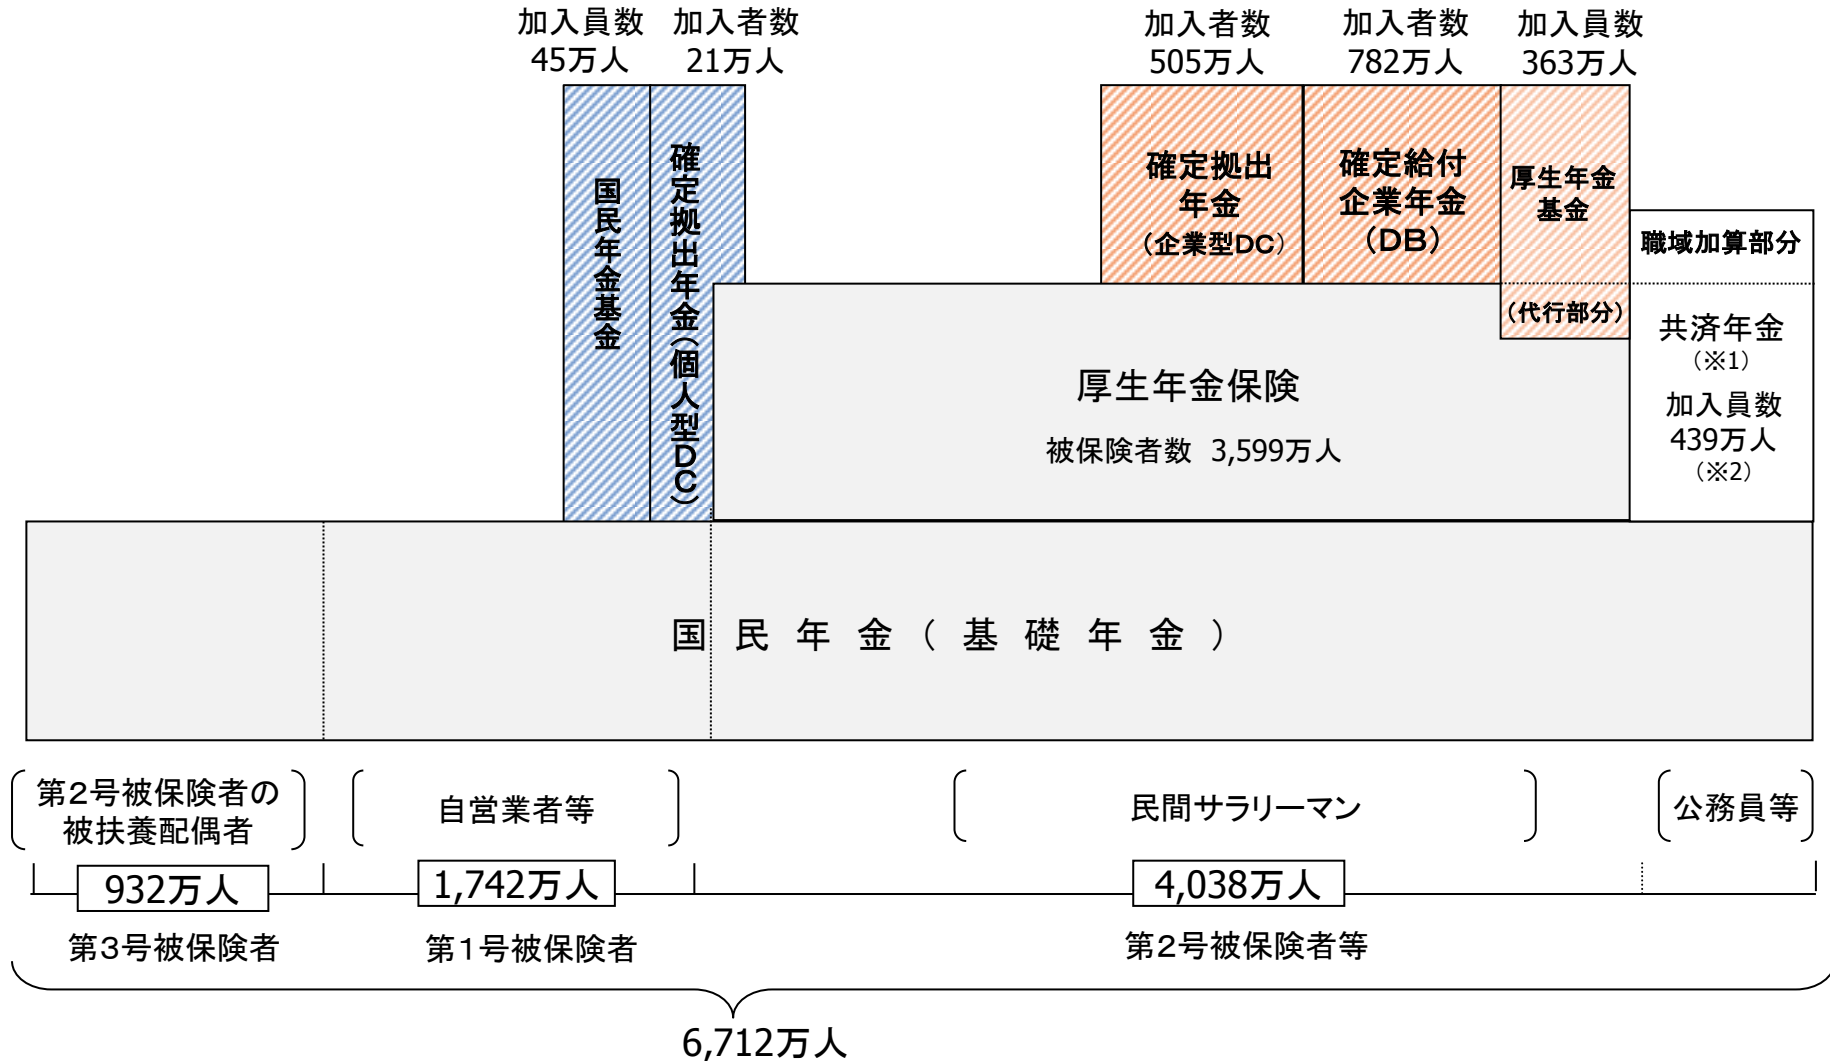 加入員数
45万人
加入者数
21万人
加入者数
505万人
加入者数
782万人
加入員数
363万人
国民年金基金
確定拠出年金(個人型DC)
確定拠出
年金
(企業型DC)
確定給付
企業年金
(DB)
厚生年金
基金
(代行部分)
職域加算部分
共済年金
(※1)
加入員数
439万人
(※2)
厚生年金保険
被保険者数 3,599万人
国 民 年 金 ( 基 礎 年 金 )
第2号被保険者の
被扶養配偶者
自営業者等
民間サラリーマン
公務員等
932万人
1,742万人
4,038万人
第3号被保険者
第1号被保険者
第2号被保険者等
6,712万人